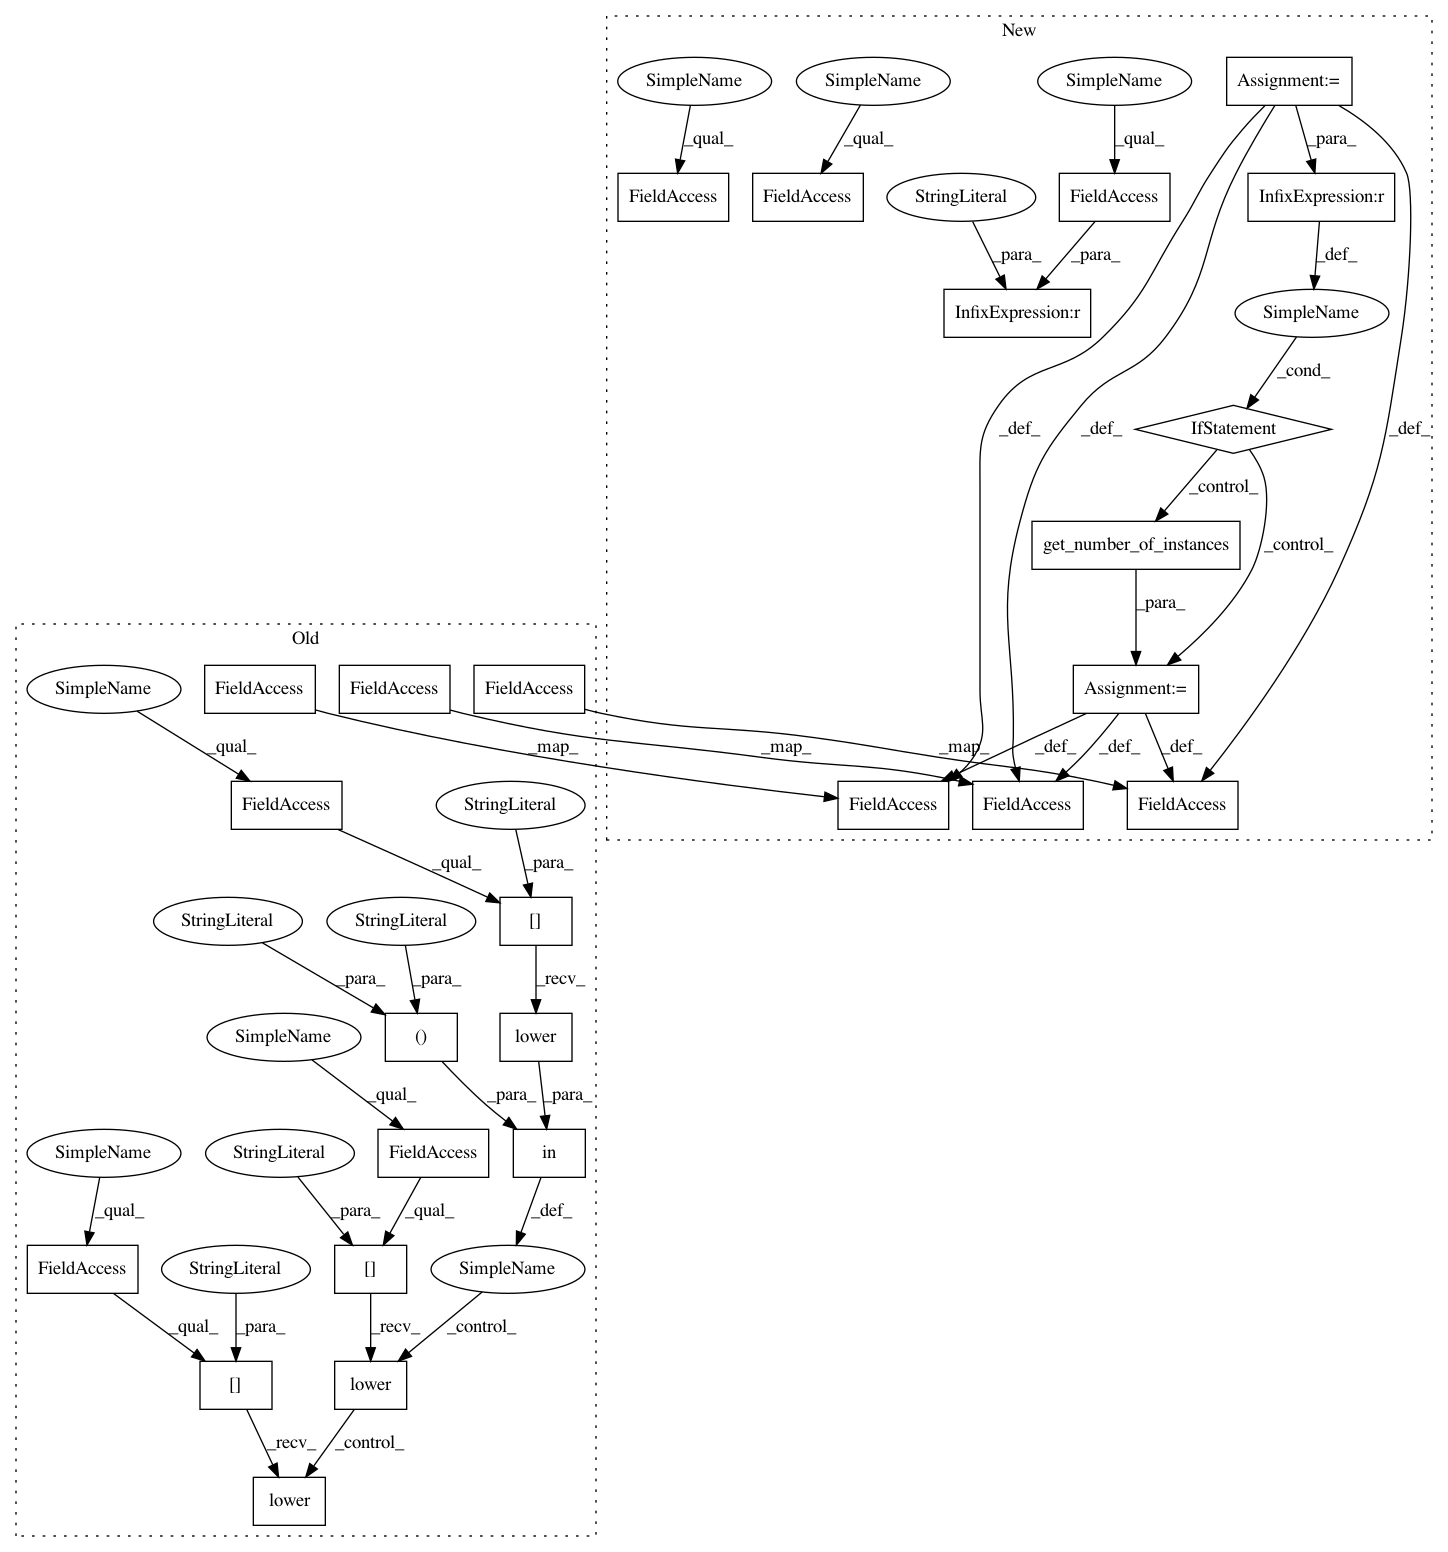 New
SimpleName
SimpleName
SimpleName
Assignment:=
_qual_
_qual_
_qual_
_para_
FieldAccess
FieldAccess
StringLiteral
FieldAccess
InfixExpression:r
_para_
_para_
_def_
InfixExpression:r
SimpleName
_cond_
_def_
_def_
IfStatement
_def_
_control_
get_number_of_instances
_control_
_para_
Old
SimpleName
FieldAccess
FieldAccess
FieldAccess
Assignment:=
_qual_
_map_
_map_
_map_
_def_
_def_
_def_
FieldAccess
StringLiteral
FieldAccess
FieldAccess
FieldAccess
_qual_
_para_
StringLiteral
StringLiteral
[]
_para_
_para_
_recv_
SimpleName
()
lower
_qual_
_para_
_para_
SimpleName
StringLiteral
FieldAccess
in
_qual_
_para_
_qual_
_def_
FieldAccess
StringLiteral
[]
SimpleName
_qual_
_para_
_recv_
_control_
[]
lower
_recv_
_control_
lower